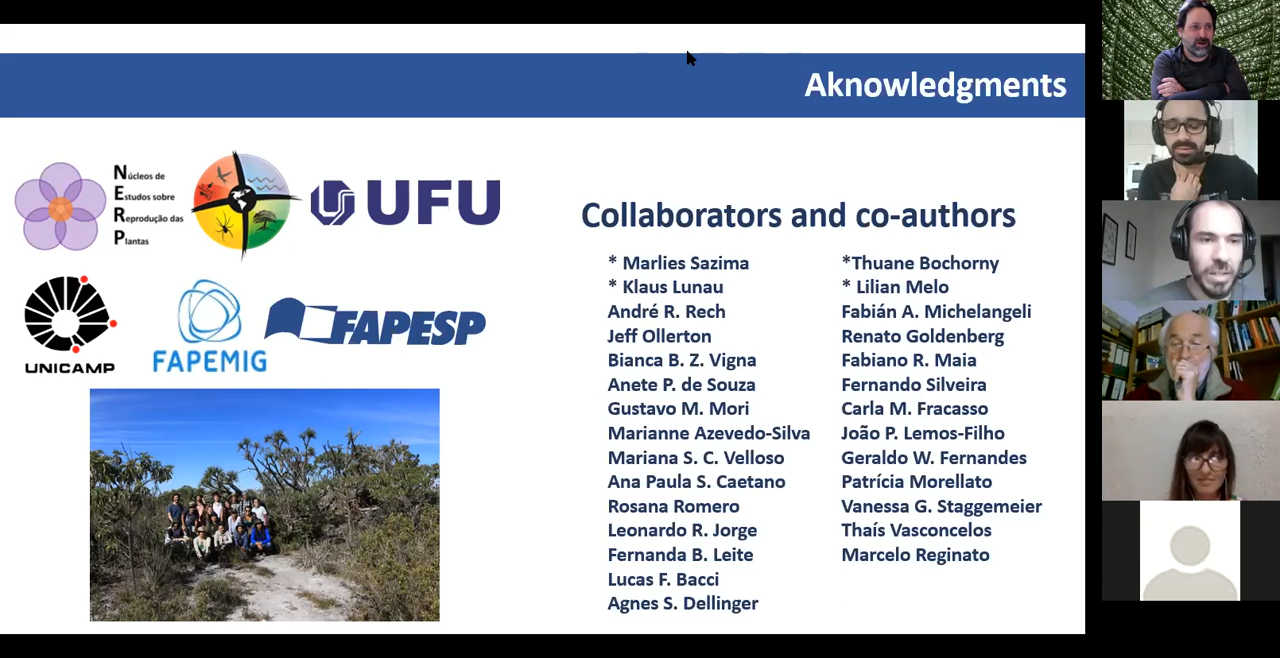 Aknowledgments
Núcleos de
Estudos sobre
Reprodução das
Plantas
UFU
UNICAMP
FAPEMIG
FAPESP
Collaborators and co-authors
* Marlies Sazima
* Klaus Lunau
André R. Rech
Jeff Ollerton
Bianca B. Z. Vigna
Anete P. de Souza
Gustavo M. Mori
Marianne Azevedo-Silva
Mariana S. C. Velloso
Ana Paula S. Caetano
Rosana Romero
Leonardo R. Jorge
Fernanda B. Leite
Lucas F. Bacci
Agnes S. Dellinger
*Thuane Bochorny
* Lilian Melo
Fabián A. Michelangeli
Renato Goldenberg
Fabiano R. Maia
Fernando Silveira
Carla M. Fracasso
João P. Lemos-Filho
Geraldo W. Fernandes
Patrícia Morellato
Vanessa G. Staggemeier
Thaís Vasconcelos
Marcelo Reginato